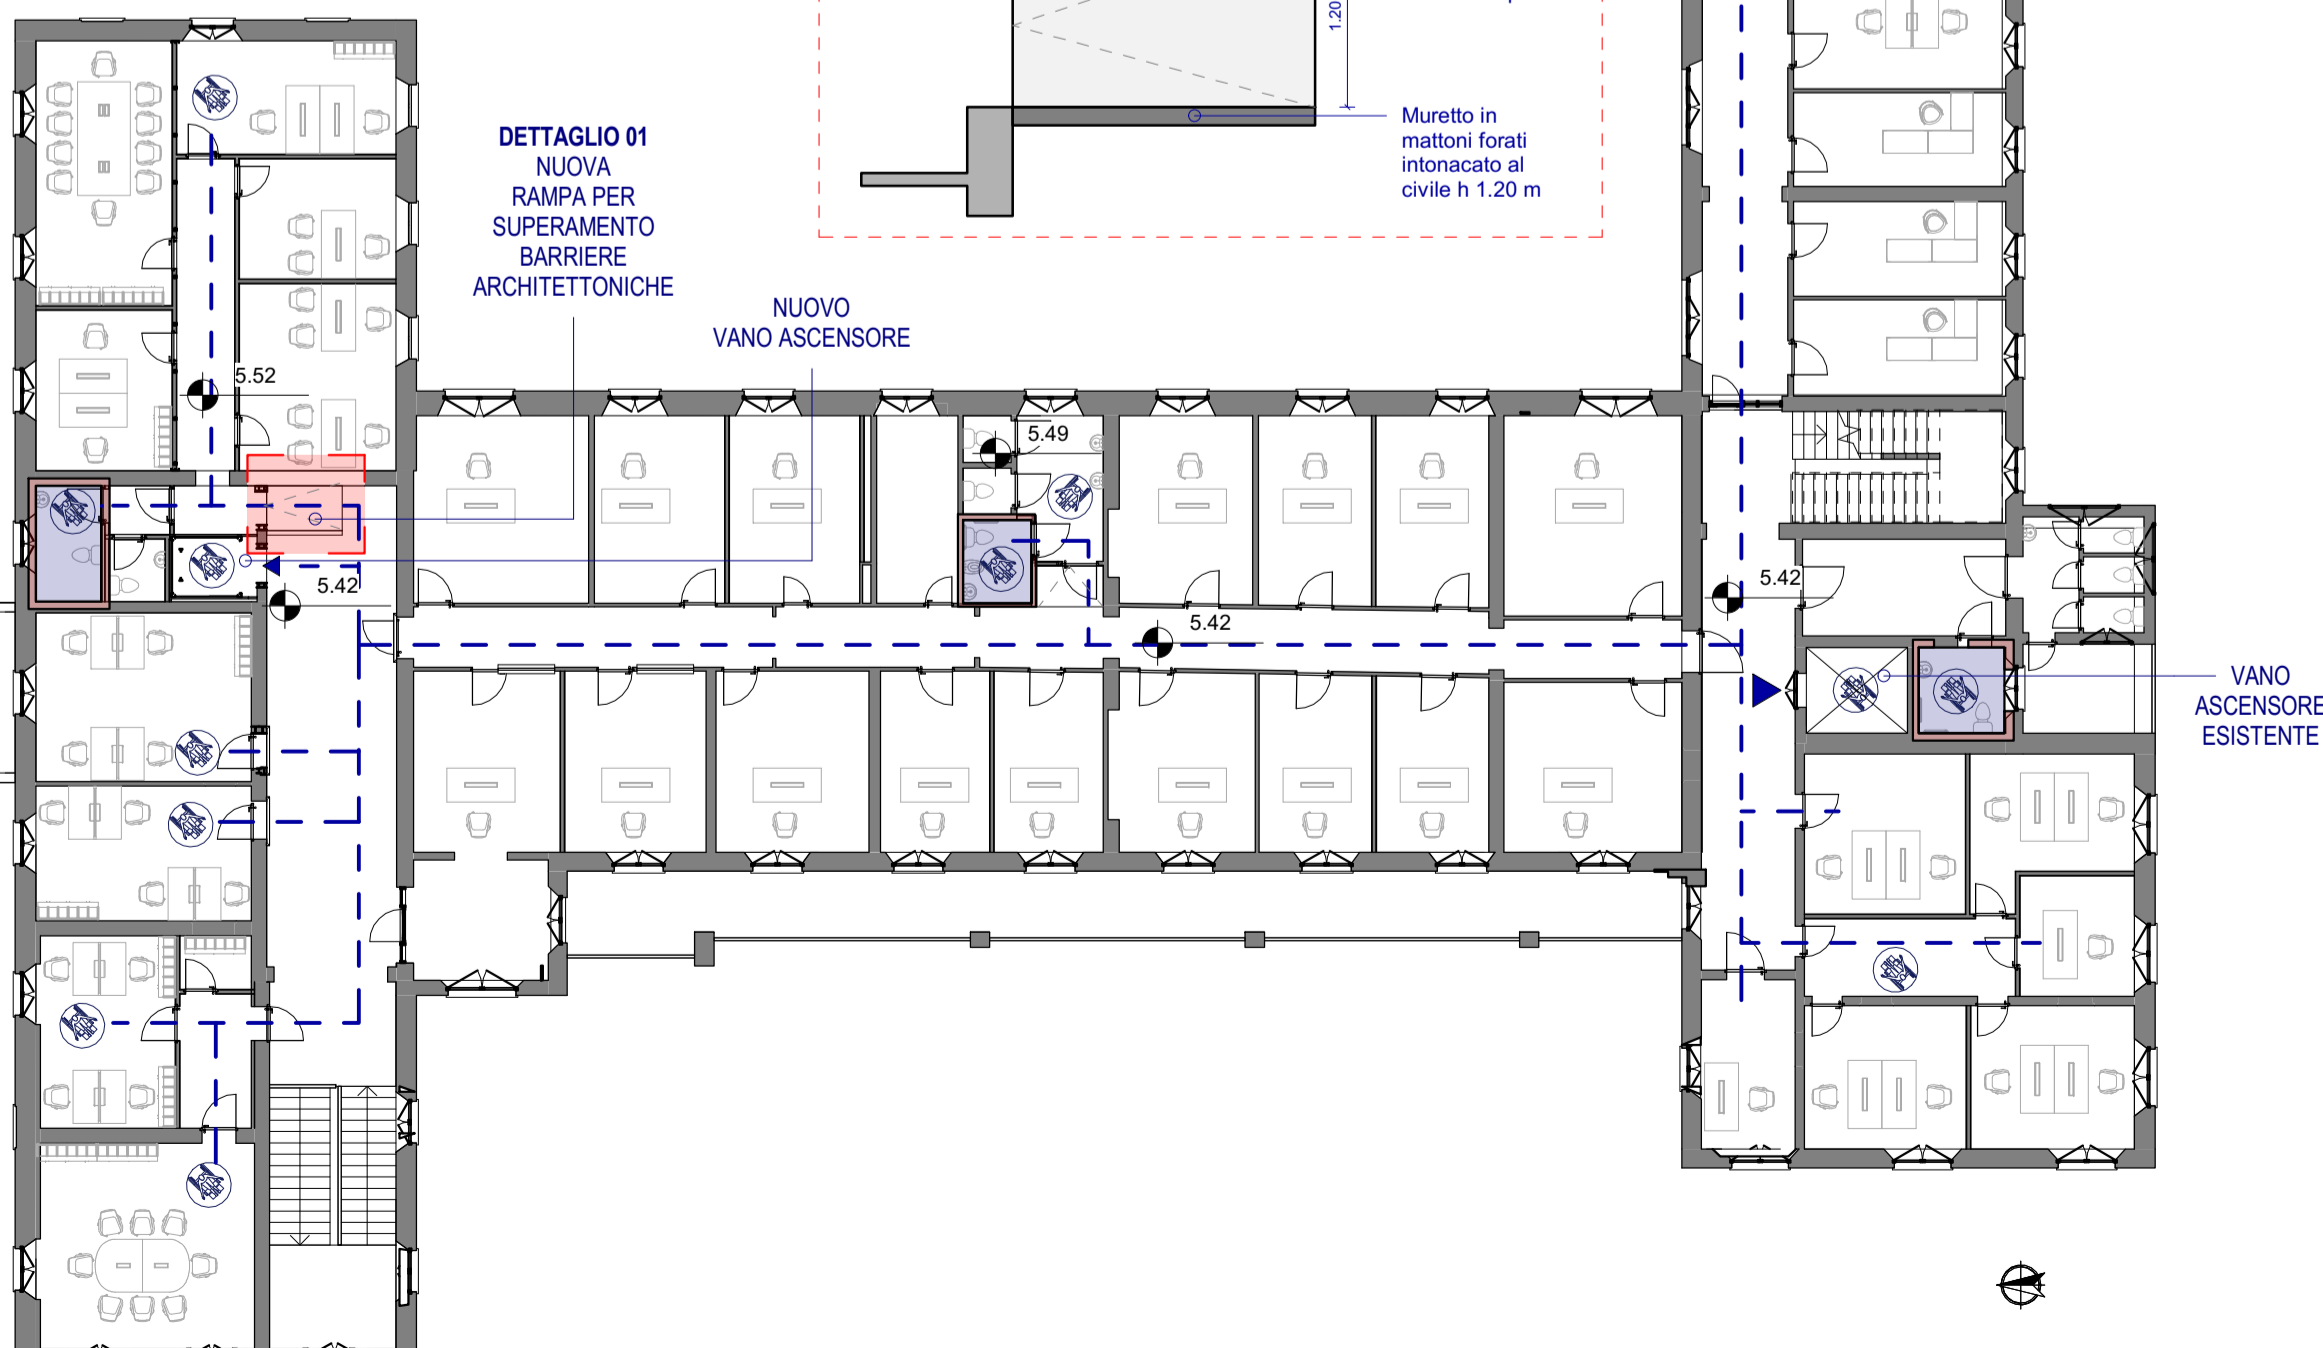 1.20
Muretto in
mattoni forati
intonacato al
civile h 1.20 m
DETTAGLIO 01
NUOVA
RAMPA PER
SUPERAMENTO
BARRIERE
ARCHITETTONICHE
NUOVO
VANO ASCENSORE
5.52
5.49
5.42
5.42
5.42
VANO
ASCENSORE
ESISTENTE